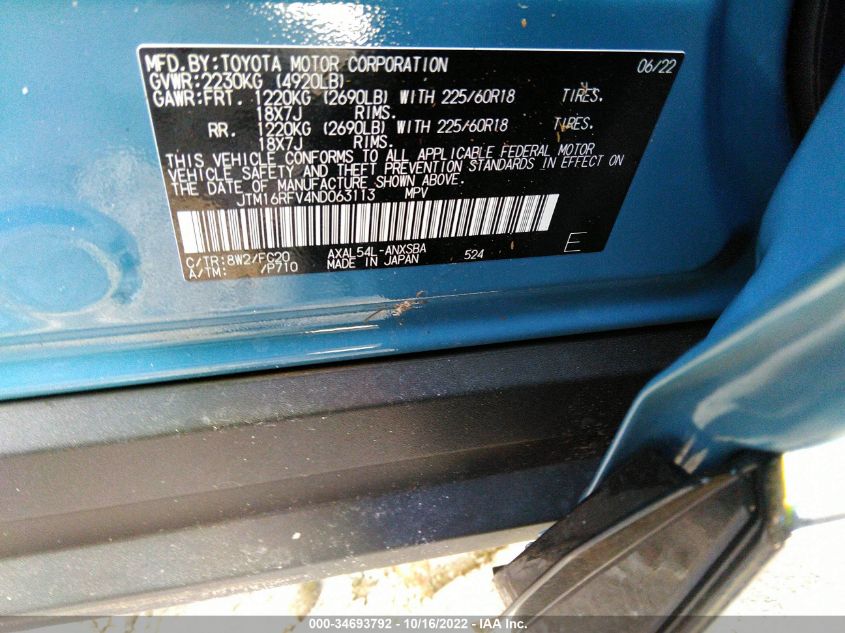 MFD.BY:TOYOTA MOTOR CORPORATION 06/22
GVWR:2230KG (4920LB)
GAWR:FRT. 1220KG (2690LB) WITH 225/60R18 TIRES.
18X7J RIMS.
RR. 1220KG (2690LB) WITH 225/60R18 TIRES.
18X7J RIMS.
THIS VEHICLE CONFORMS TO ALL APPLICABLE FEDERAL MOTOR
VEHICLE SAFETY AND THEFT PREVENTION STANDARDS IN EFFECT ON
THE DATE OF MANUFACTURE SHOWN ABOVE.
JTM16RFV4ND063113 MPV
C/TR:8W2/FC20 AXAL54L-ANXSBA 524 E
A/TM: /P710 MADE IN JAPAN
000-34693792 - 10/16/2022 - IAA Inc.